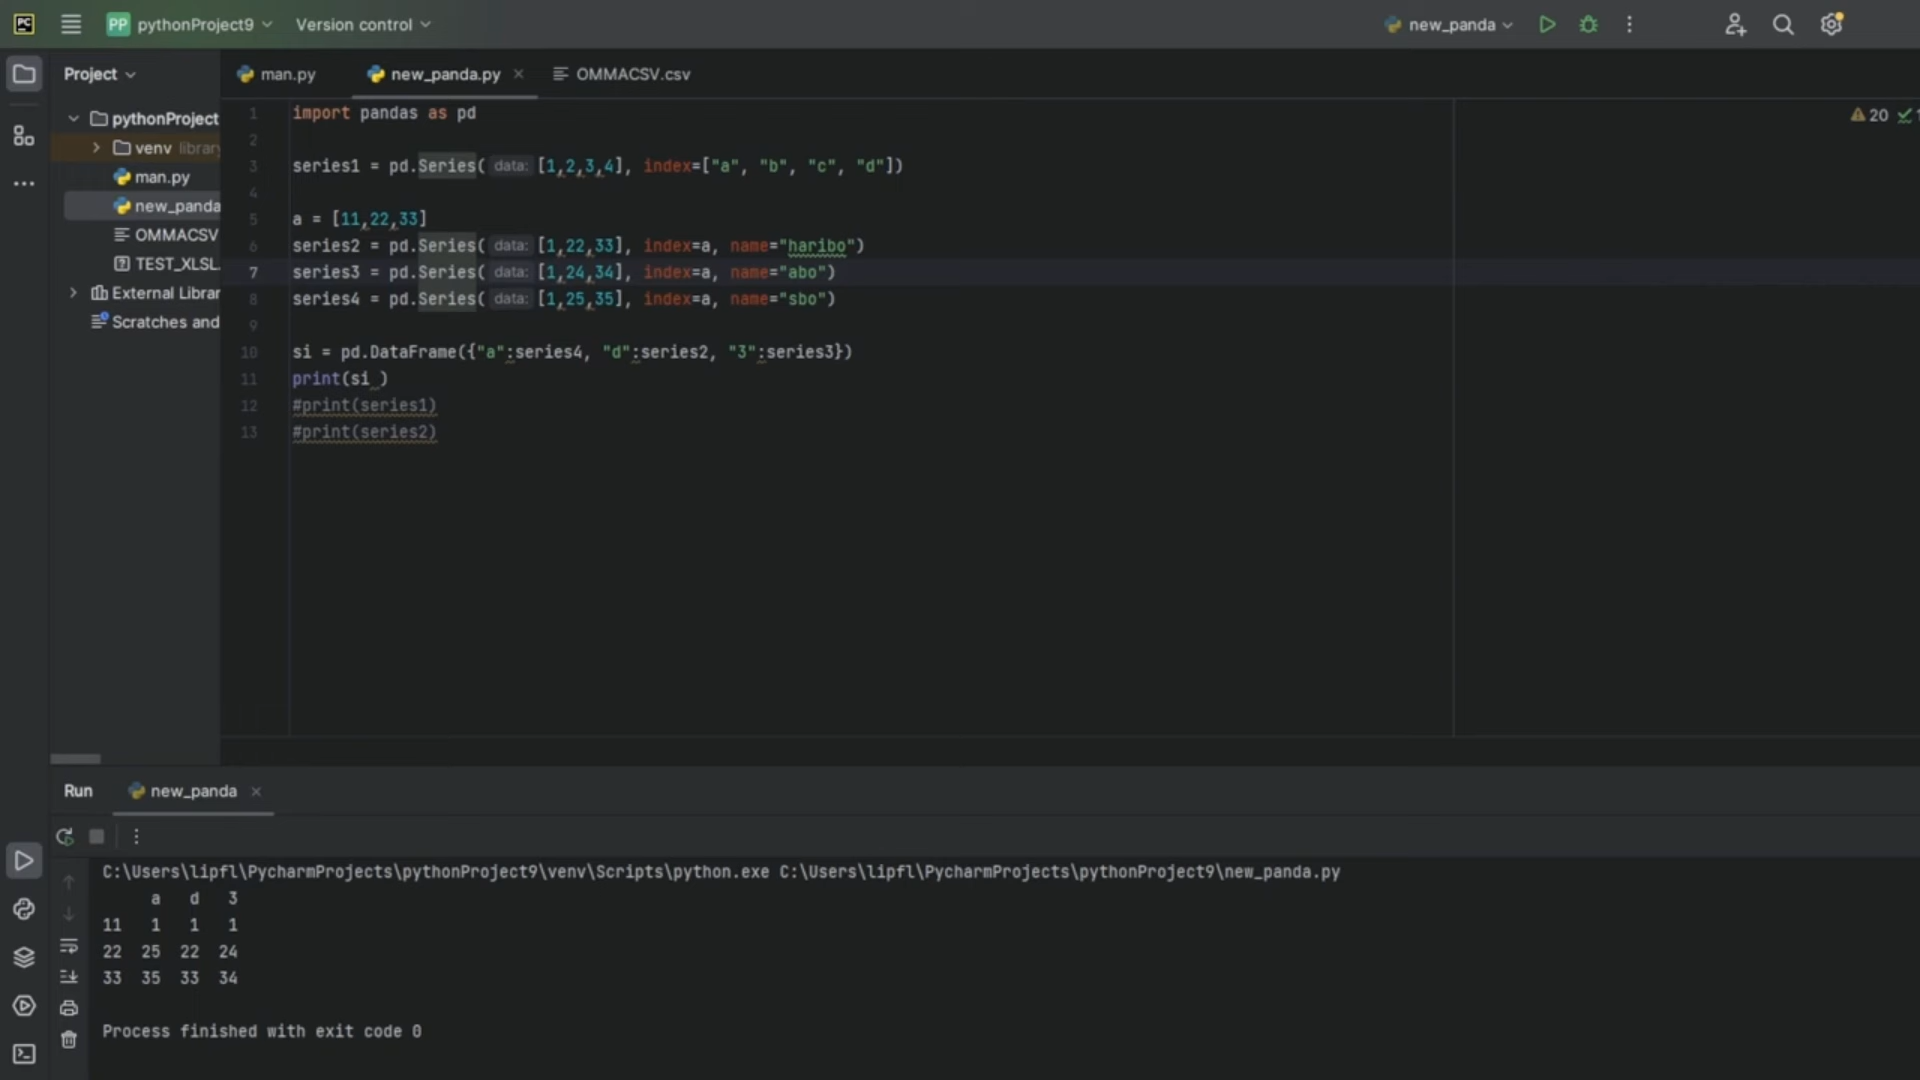 PC PP pythonProject9 Version control new_panda
Project man.py new_panda.py OMMACSV.csv
pythonProject
venv library
man.py
new_panda
OMMACSV
TEST_XLSL.
External Librar
Scratches and
20
1 import pandas as pd
2
3 series1 = pd.Series( data: [1,2,3,4], index=["a", "b", "c", "d"])
4
5 a = [11,22,33]
6 series2 = pd.Series( data: [1,22,33], index=a, name="haribo")
7 series3 = pd.Series( data: [1,24,34], index=a, name="abo")
8 series4 = pd.Series( data: [1,25,35], index=a, name="sbo")
9
10 si = pd.DataFrame({"a":series4, "d":series2, "3":series3})
11 print(si )
12 #print(series1)
13 #print(series2)
Run new_panda
C:\Users\lipfl\PycharmProjects\pythonProject9\venv\Scripts\python.exe C:\Users\lipfl\PycharmProjects\pythonProject9\new_panda.py
a d 3
11 1 1 1
22 25 22 24
33 35 33 34
Process finished with exit code 0